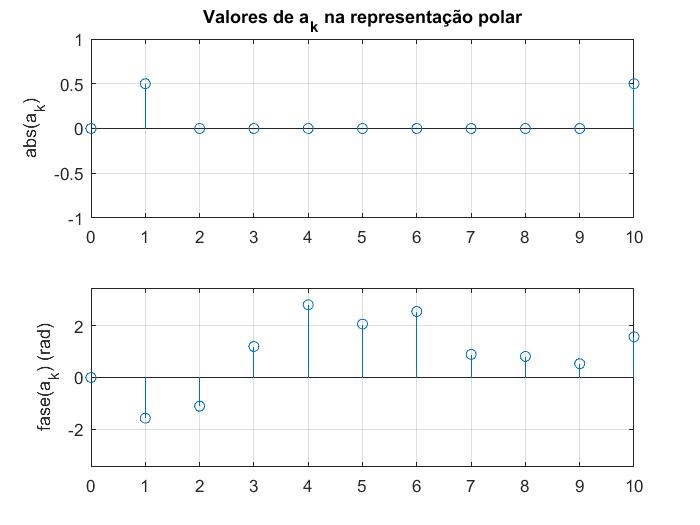 Valores de a_k na representação polar
1
0.5
0
-0.5
-1
abs(a_k)
0 1 2 3 4 5 6 7 8 9 10
2
0
-2
fase(a_k) (rad)
0 1 2 3 4 5 6 7 8 9 10